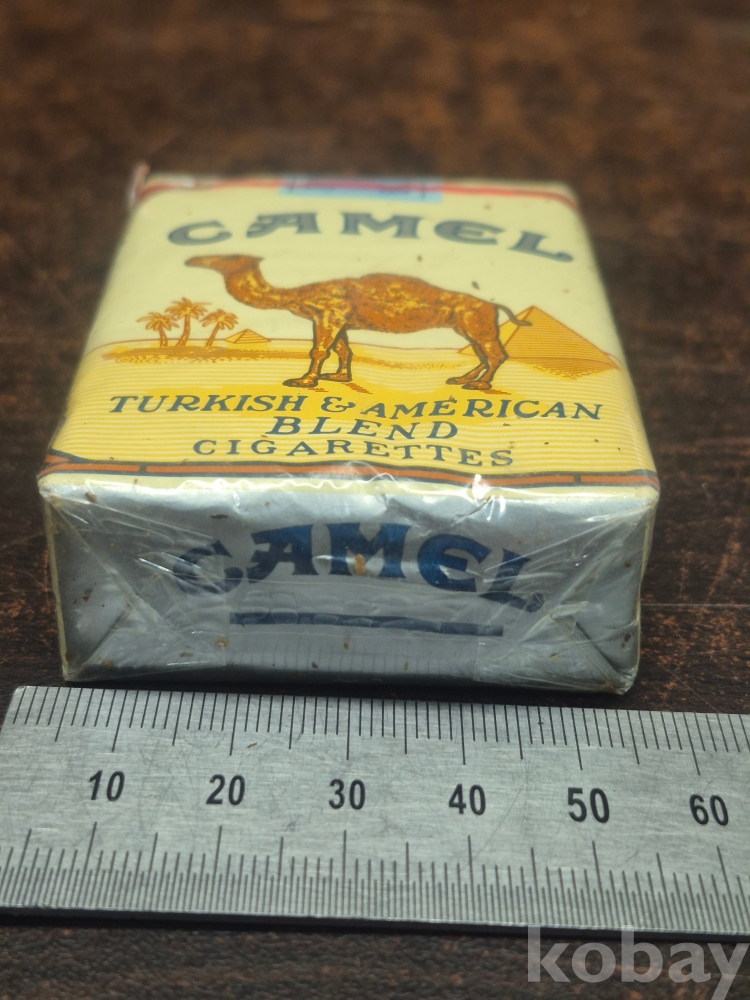 CAMEL
TURKISH & AMERICAN
BLEND
CIGARETTES
CAMEL
10 20 30 40 50 60
kobay